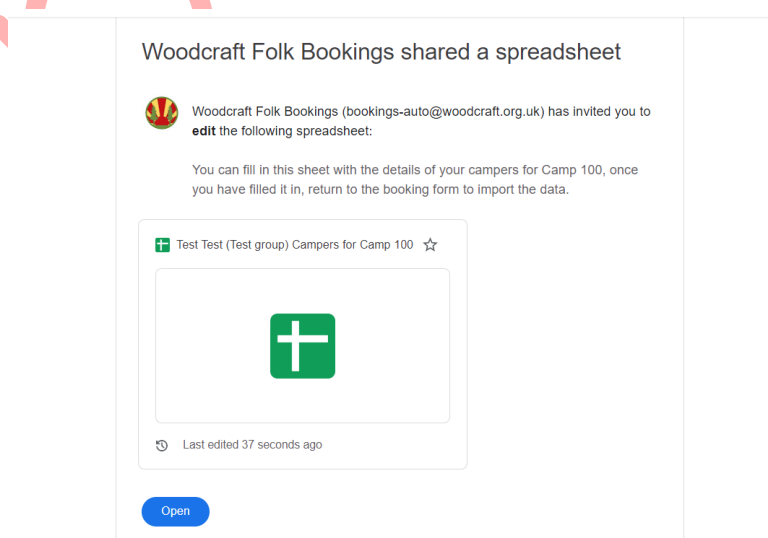 Woodcraft Folk Bookings shared a spreadsheet
Woodcraft Folk Bookings (bookings-auto@woodcraft.org.uk) has invited you to
edit the following spreadsheet:
You can fill in this sheet with the details of your campers for Camp 100, once
you have filled it in, return to the booking form to import the data.
Test Test (Test group) Campers for Camp 100
Last edited 37 seconds ago
Open